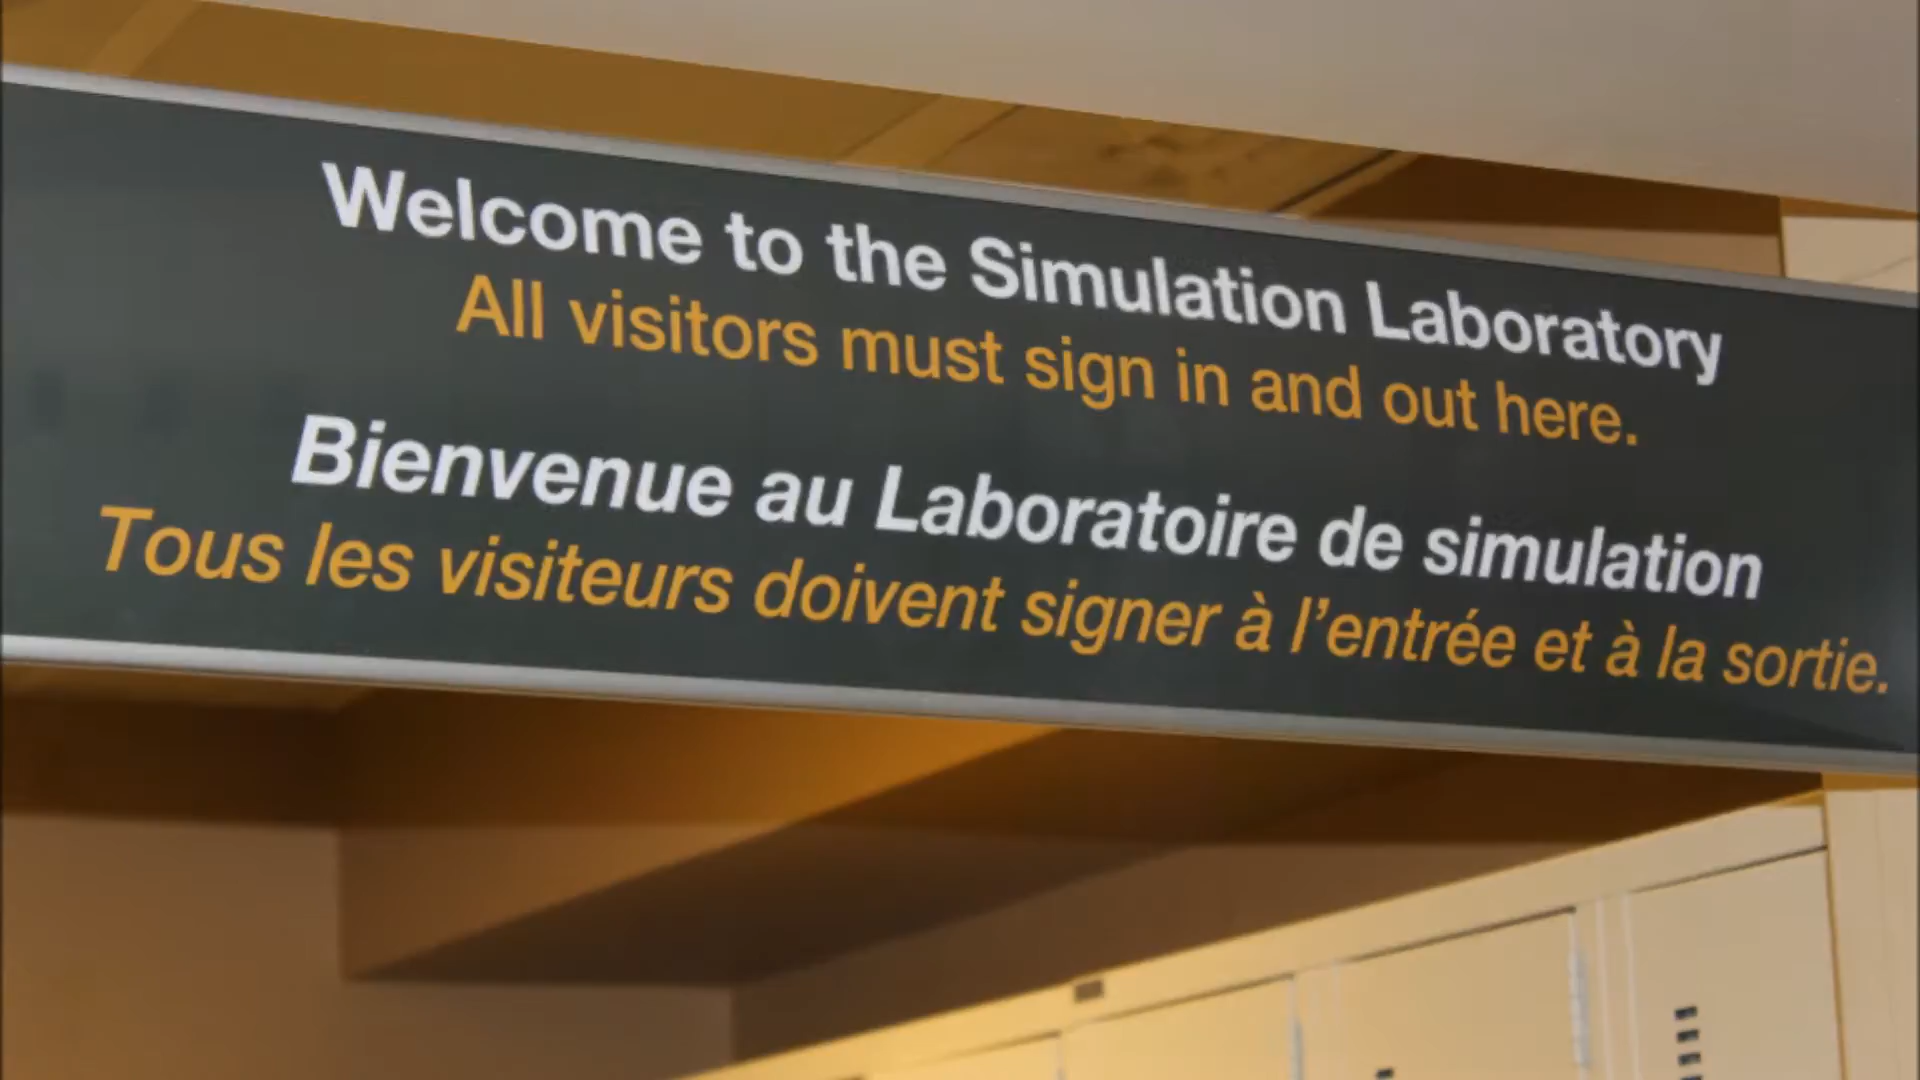 Welcome to the Simulation Laboratory
All visitors must sign in and out here.
Bienvenue au Laboratoire de simulation
Tous les visiteurs doivent signer à l’entrée et à la sortie.